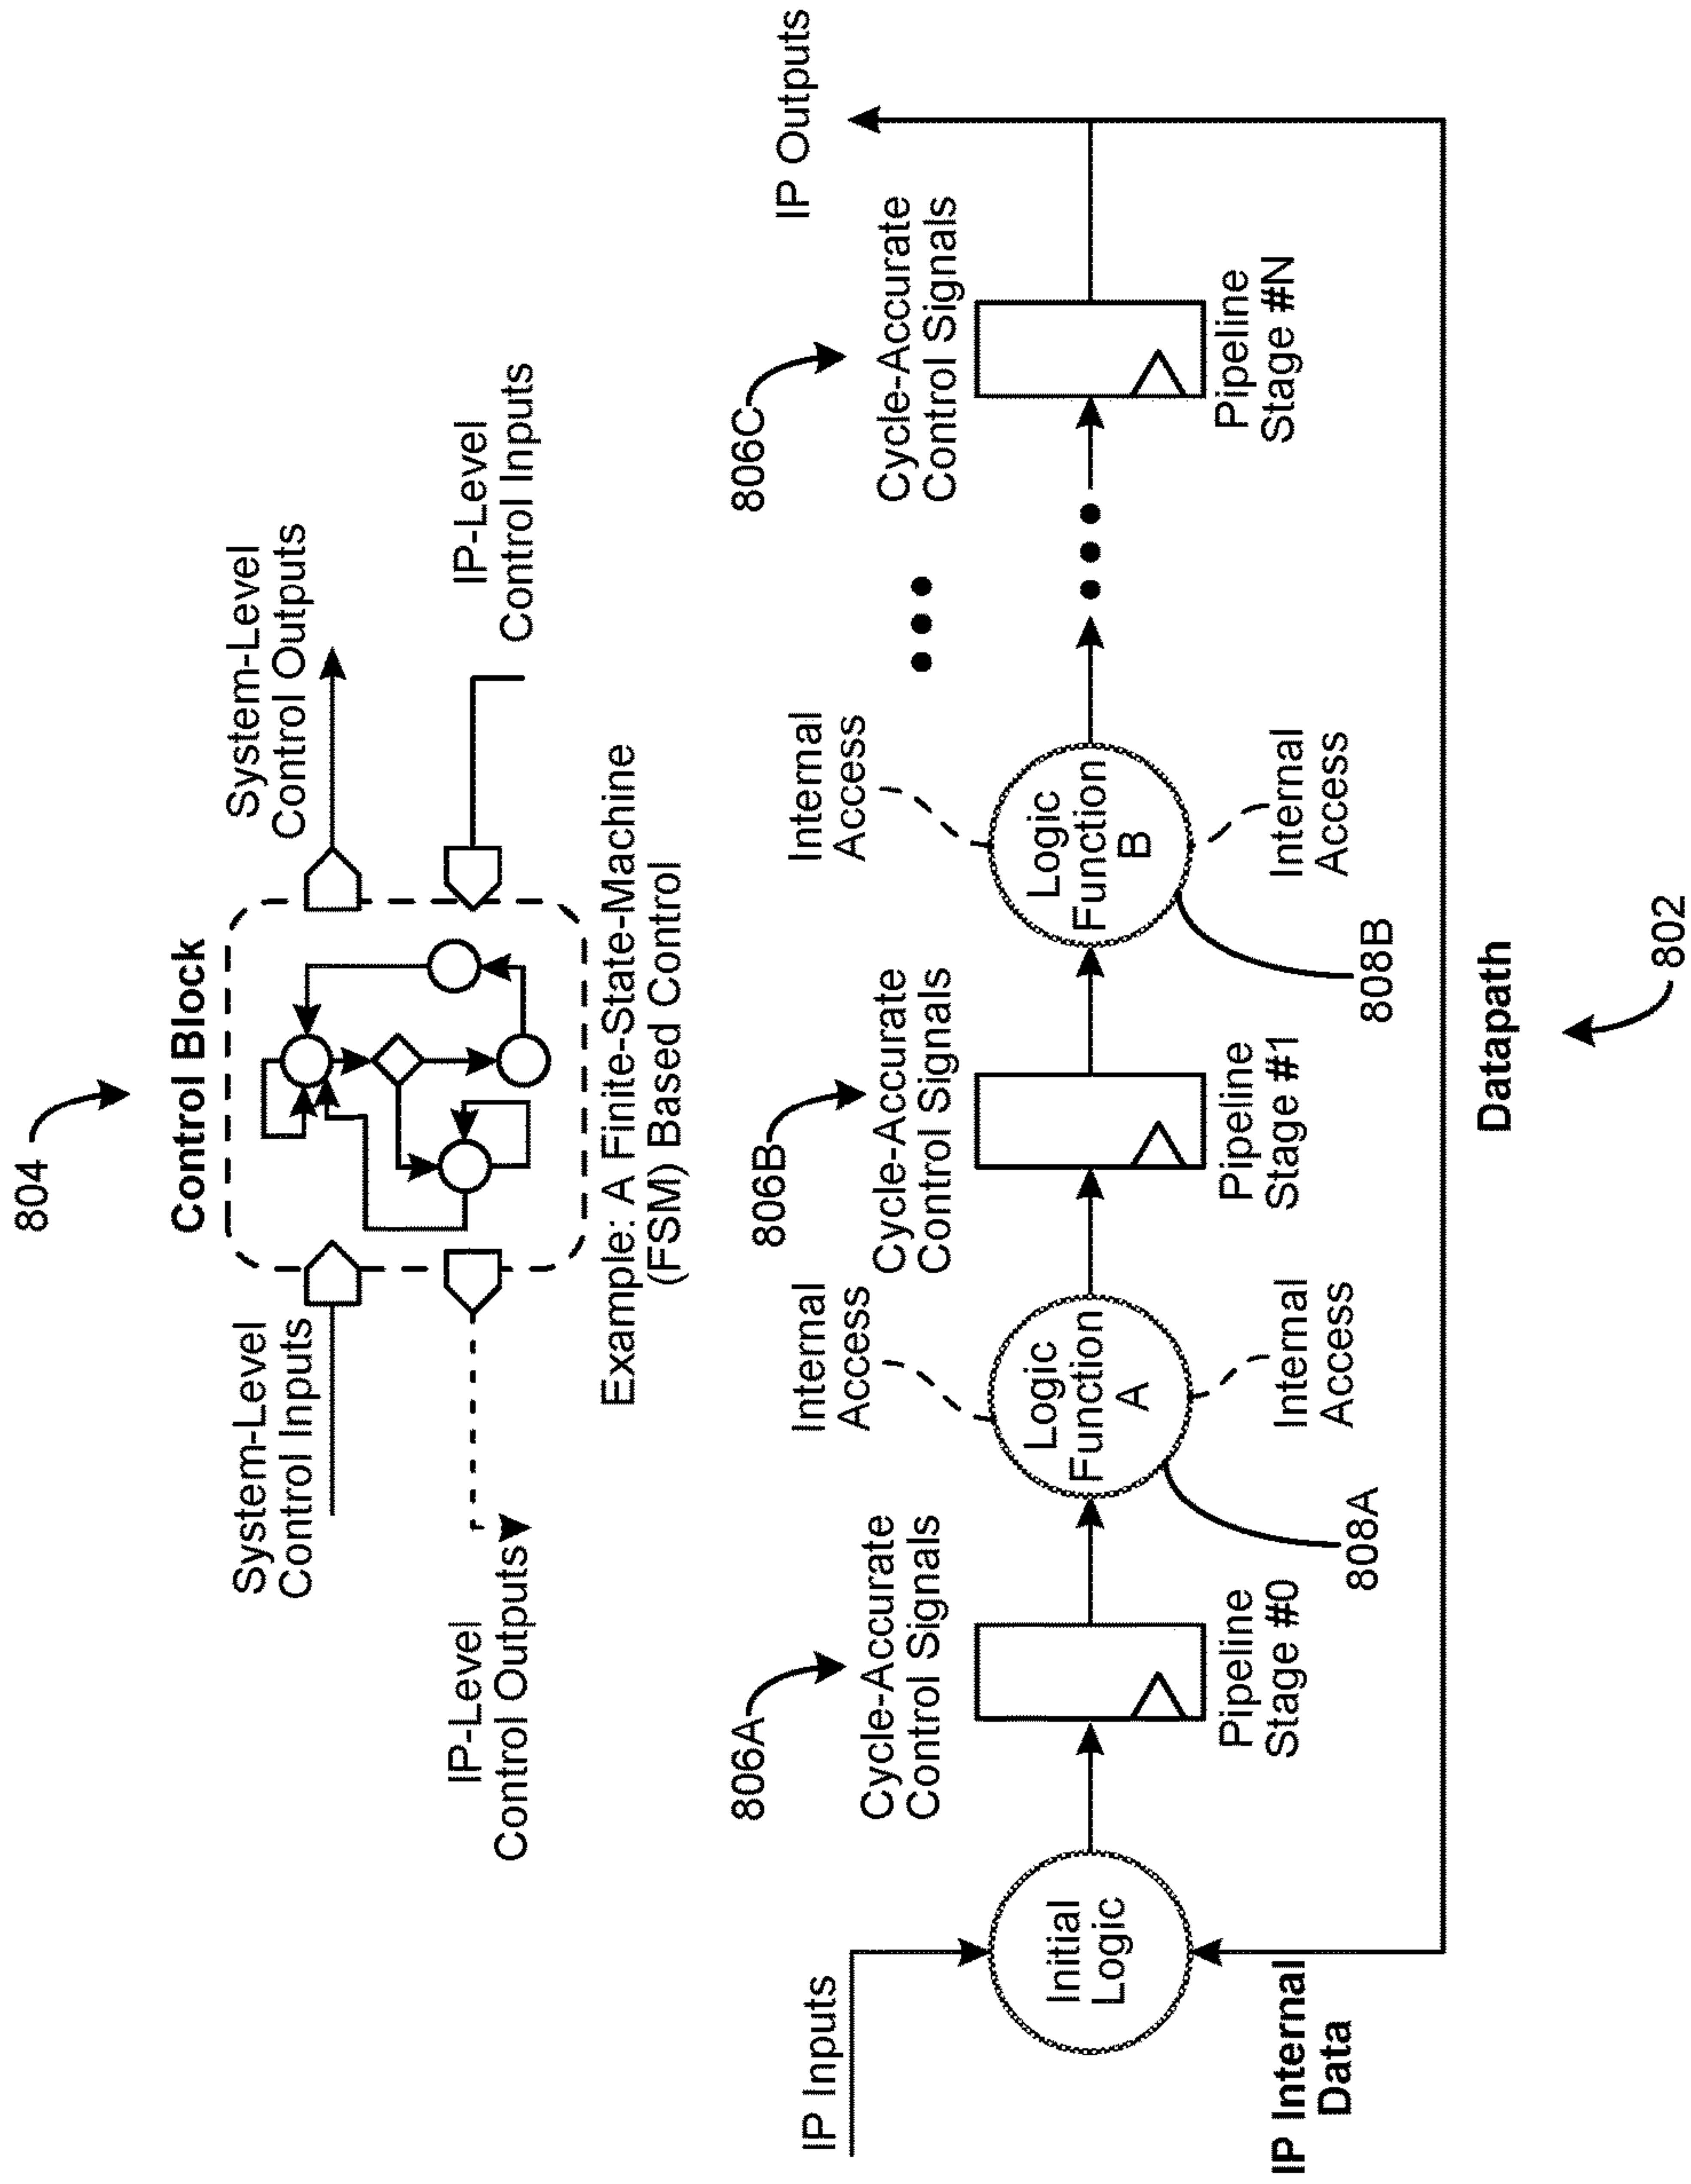 804
Control Block
System-Level
Control Inputs
System-Level
Control Outputs
IP-Level
Control Outputs
IP-Level
Control Inputs
Example: A Finite-State-Machine
(FSM) Based Control
806A
Cycle-Accurate
Control Signals
806B
Cycle-Accurate
Control Signals
806C
Cycle-Accurate
Control Signals
IP Inputs
Internal
Access
Internal
Access
IP Outputs
Initial
Logic
Logic
Function
A
Logic
Function
B
Pipeline
Stage #0
Internal
Access
Pipeline
Stage #1
Internal
Access
Pipeline
Stage #N
IP Internal
Data
808A
808B
Datapath
802